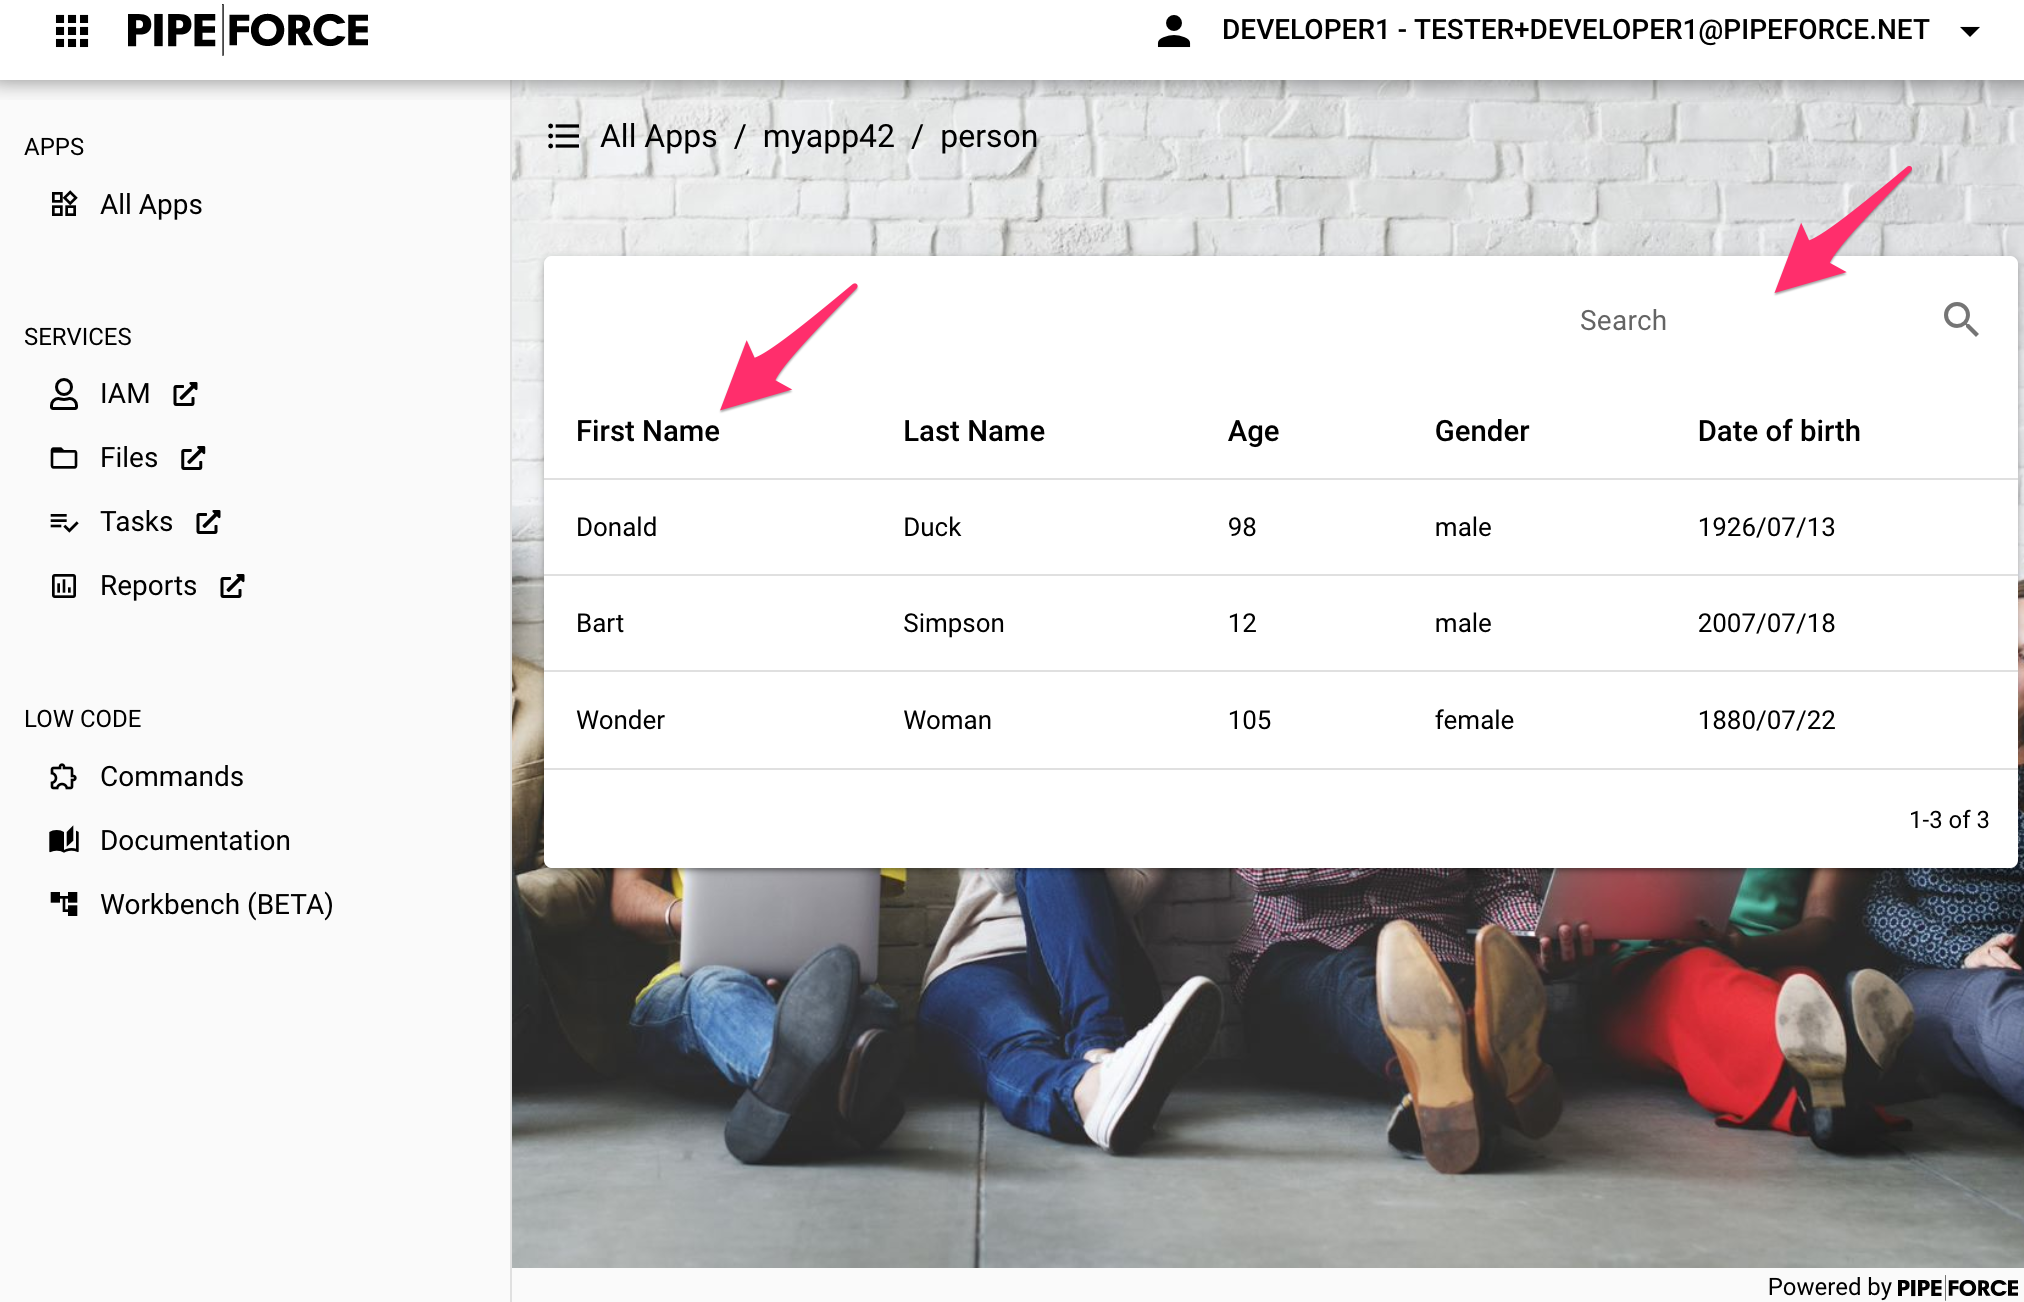 PIPE|FORCE
DEVELOPER1 - TESTER+DEVELOPER1@PIPEFORCE.NET
APPS
All Apps
SERVICES
IAM
Files
Tasks
Reports
LOW CODE
Commands
Documentation
Workbench (BETA)
All Apps / myapp42 / person
Search
First Name Last Name Age Gender Date of birth
Donald Duck 98 male 1926/07/13
Bart Simpson 12 male 2007/07/18
Wonder Woman 105 female 1880/07/22
1-3 of 3
Powered by PIPE|FORCE